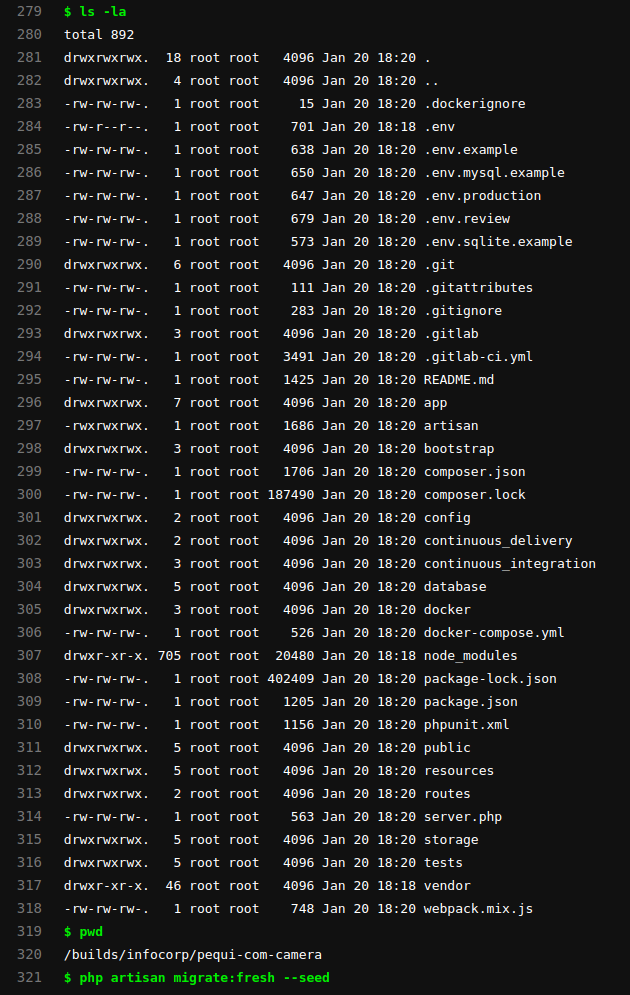 279 $ ls -la
280 total 892
281 drwxrwxrwx.  18 root root   4096 Jan 20 18:20 .
282 drwxrwxrwx.   4 root root   4096 Jan 20 18:20 ..
283 -rw-rw-rw-.   1 root root     15 Jan 20 18:20 .dockerignore
284 -rw-r--r--.   1 root root    701 Jan 20 18:18 .env
285 -rw-rw-rw-.   1 root root    638 Jan 20 18:20 .env.example
286 -rw-rw-rw-.   1 root root    650 Jan 20 18:20 .env.mysql.example
287 -rw-rw-rw-.   1 root root    647 Jan 20 18:20 .env.production
288 -rw-rw-rw-.   1 root root    679 Jan 20 18:20 .env.review
289 -rw-rw-rw-.   1 root root    573 Jan 20 18:20 .env.sqlite.example
290 drwxrwxrwx.   6 root root   4096 Jan 20 18:20 .git
291 -rw-rw-rw-.   1 root root    111 Jan 20 18:20 .gitattributes
292 -rw-rw-rw-.   1 root root    283 Jan 20 18:20 .gitignore
293 drwxrwxrwx.   3 root root   4096 Jan 20 18:20 .gitlab
294 -rw-rw-rw-.   1 root root   3491 Jan 20 18:20 .gitlab-ci.yml
295 -rw-rw-rw-.   1 root root   1425 Jan 20 18:20 README.md
296 drwxrwxrwx.   7 root root   4096 Jan 20 18:20 app
297 -rwxrwxrwx.   1 root root   1686 Jan 20 18:20 artisan
298 drwxrwxrwx.   3 root root   4096 Jan 20 18:20 bootstrap
299 -rw-rw-rw-.   1 root root   1706 Jan 20 18:20 composer.json
300 -rw-rw-rw-.   1 root root 187490 Jan 20 18:20 composer.lock
301 drwxrwxrwx.   2 root root   4096 Jan 20 18:20 config
302 drwxrwxrwx.   2 root root   4096 Jan 20 18:20 continuous_delivery
303 drwxrwxrwx.   3 root root   4096 Jan 20 18:20 continuous_integration
304 drwxrwxrwx.   5 root root   4096 Jan 20 18:20 database
305 drwxrwxrwx.   3 root root   4096 Jan 20 18:20 docker
306 -rw-rw-rw-.   1 root root    526 Jan 20 18:20 docker-compose.yml
307 drwxr-xr-x. 705 root root  20480 Jan 20 18:18 node_modules
308 -rw-rw-rw-.   1 root root 402409 Jan 20 18:20 package-lock.json
309 -rw-rw-rw-.   1 root root   1205 Jan 20 18:20 package.json
310 -rw-rw-rw-.   1 root root   1156 Jan 20 18:20 phpunit.xml
311 drwxrwxrwx.   5 root root   4096 Jan 20 18:20 public
312 drwxrwxrwx.   5 root root   4096 Jan 20 18:20 resources
313 drwxrwxrwx.   2 root root   4096 Jan 20 18:20 routes
314 -rw-rw-rw-.   1 root root    563 Jan 20 18:20 server.php
315 drwxrwxrwx.   5 root root   4096 Jan 20 18:20 storage
316 drwxrwxrwx.   5 root root   4096 Jan 20 18:20 tests
317 drwxr-xr-x.  46 root root   4096 Jan 20 18:18 vendor
318 -rw-rw-rw-.   1 root root    748 Jan 20 18:20 webpack.mix.js
319 $ pwd
320 /builds/infocorp/pequi-com-camera
321 $ php artisan migrate:fresh --seed